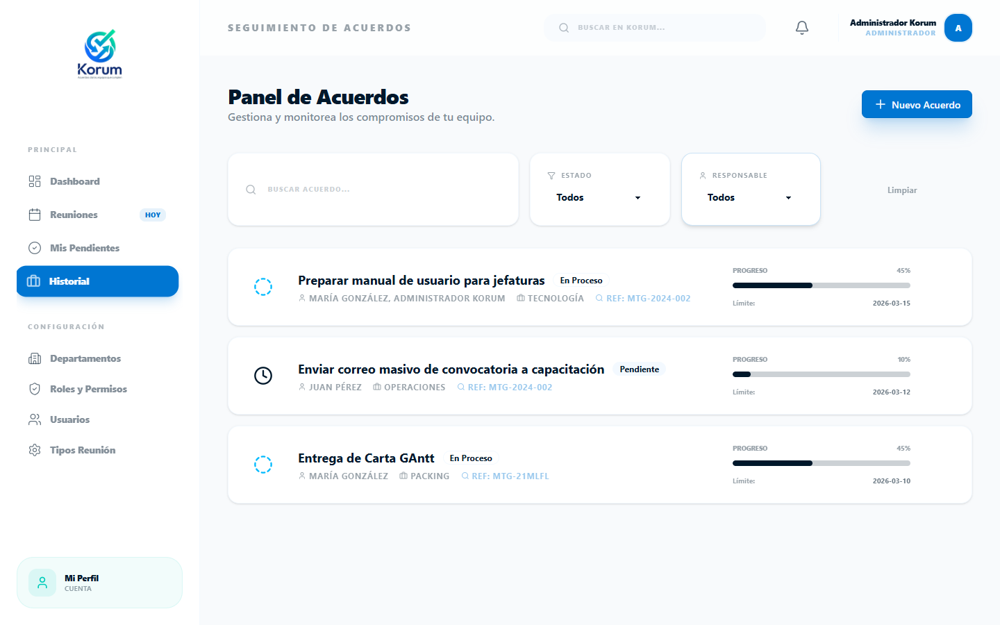 Korum
PRINCIPAL
Dashboard
Reuniones
HOY
Mis Pendientes
Historial
CONFIGURACIÓN
Departamentos
Roles y Permisos
Usuarios
Tipos Reunión
Mi Perfil
CUENTA
SEGUIMIENTO DE ACUERDOS
BUSCAR EN KORUM...
Administrador Korum
ADMINISTRADOR
A
Panel de Acuerdos
Gestiona y monitorea los compromisos de tu equipo.
Nuevo Acuerdo
BUSCAR ACUERDO...
ESTADO
Todos
RESPONSABLE
Todos
Limpiar
Preparar manual de usuario para jefaturas En Proceso
MARÍA GONZÁLEZ, ADMINISTRADOR KORUM TECNOLOGÍA REF: MTG-2024-002
PROGRESO 45%
Límite: 2026-03-15
Enviar correo masivo de convocatoria a capacitación Pendiente
JUAN PÉREZ OPERACIONES REF: MTG-2024-002
PROGRESO 10%
Límite: 2026-03-12
Entrega de Carta GAntt En Proceso
MARÍA GONZÁLEZ PACKING REF: MTG-21MLFL
PROGRESO 45%
Límite: 2026-03-10